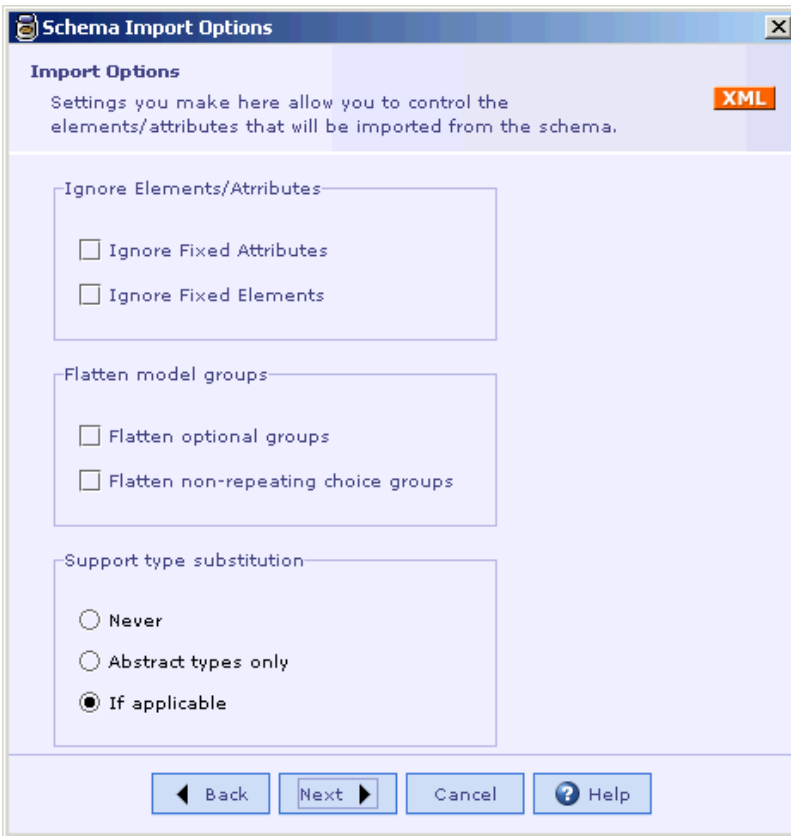 Schema Import Options
Import Options
Settings you make here allow you to control the
elements/attributes that will be imported from the schema.
XML
Ignore Elements/Atrributes
Ignore Fixed Attributes
Ignore Fixed Elements
Flatten model groups
Flatten optional groups
Flatten non-repeating choice groups
Support type substitution
Never
Abstract types only
If applicable
Back Next Cancel Help